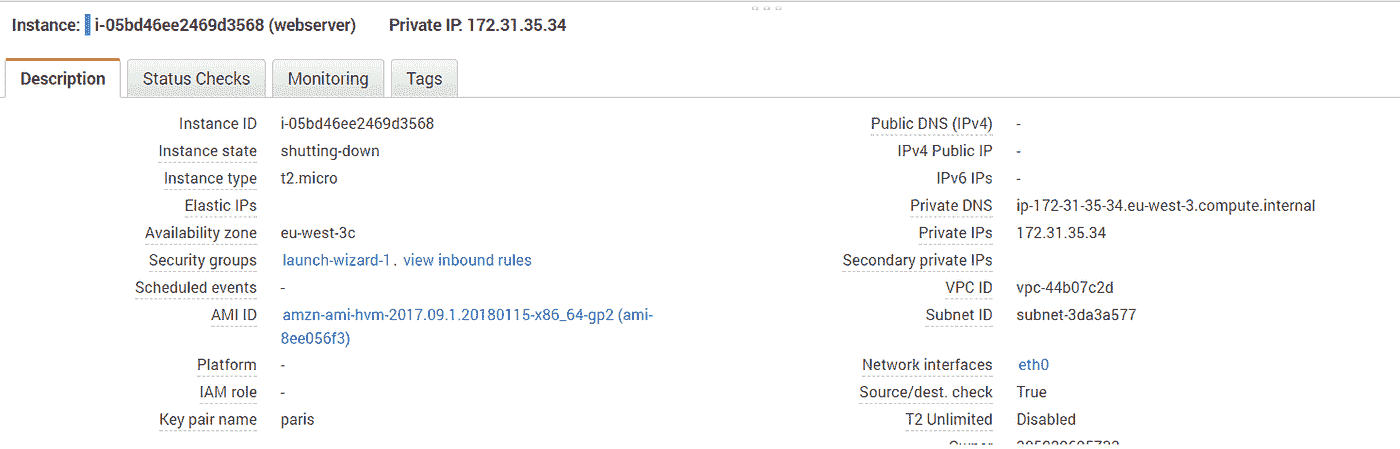 Instance: i-05bd46ee2469d3568 (webserver) Private IP: 172.31.35.34
Description Status Checks Monitoring Tags
Instance ID i-05bd46ee2469d3568 Public DNS (IPv4) -
Instance state shutting-down IPv4 Public IP -
Instance type t2.micro IPv6 IPs -
Elastic IPs Private DNS ip-172-31-35-34.eu-west-3.compute.internal
Availability zone eu-west-3c Private IPs 172.31.35.34
Security groups launch-wizard-1. view inbound rules Secondary private IPs
Scheduled events - VPC ID vpc-44b07c2d
AMI ID amzn-ami-hvm-2017.09.1.20180115-x86_64-gp2 (ami- Subnet ID subnet-3da3a577
8ee056f3)
Platform - Network interfaces eth0
IAM role - Source/dest. check True
Key pair name paris T2 Unlimited Disabled
Owner